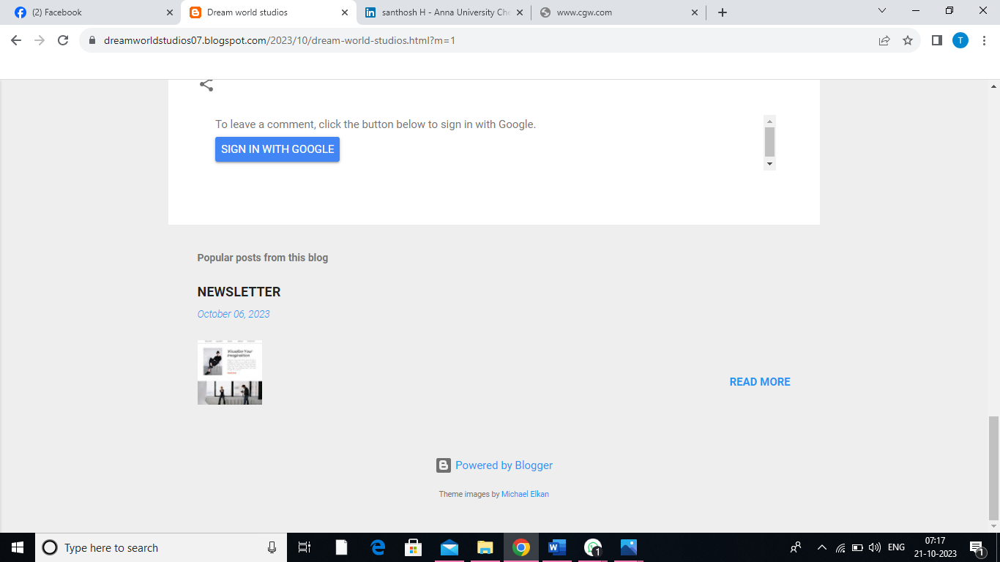 (2) Facebook
Dream world studios
santhosh H - Anna University Che
www.cgw.com
dreamworldstudios07.blogspot.com/2023/10/dream-world-studios.html?m=1
T
To leave a comment, click the button below to sign in with Google.
SIGN IN WITH GOOGLE
Popular posts from this blog
NEWSLETTER
October 06, 2023
Visualize Your
Imagination
READ MORE
Powered by Blogger
Theme images by Michael Elkan
Type here to search
1
ENG
07:17
21-10-2023
1